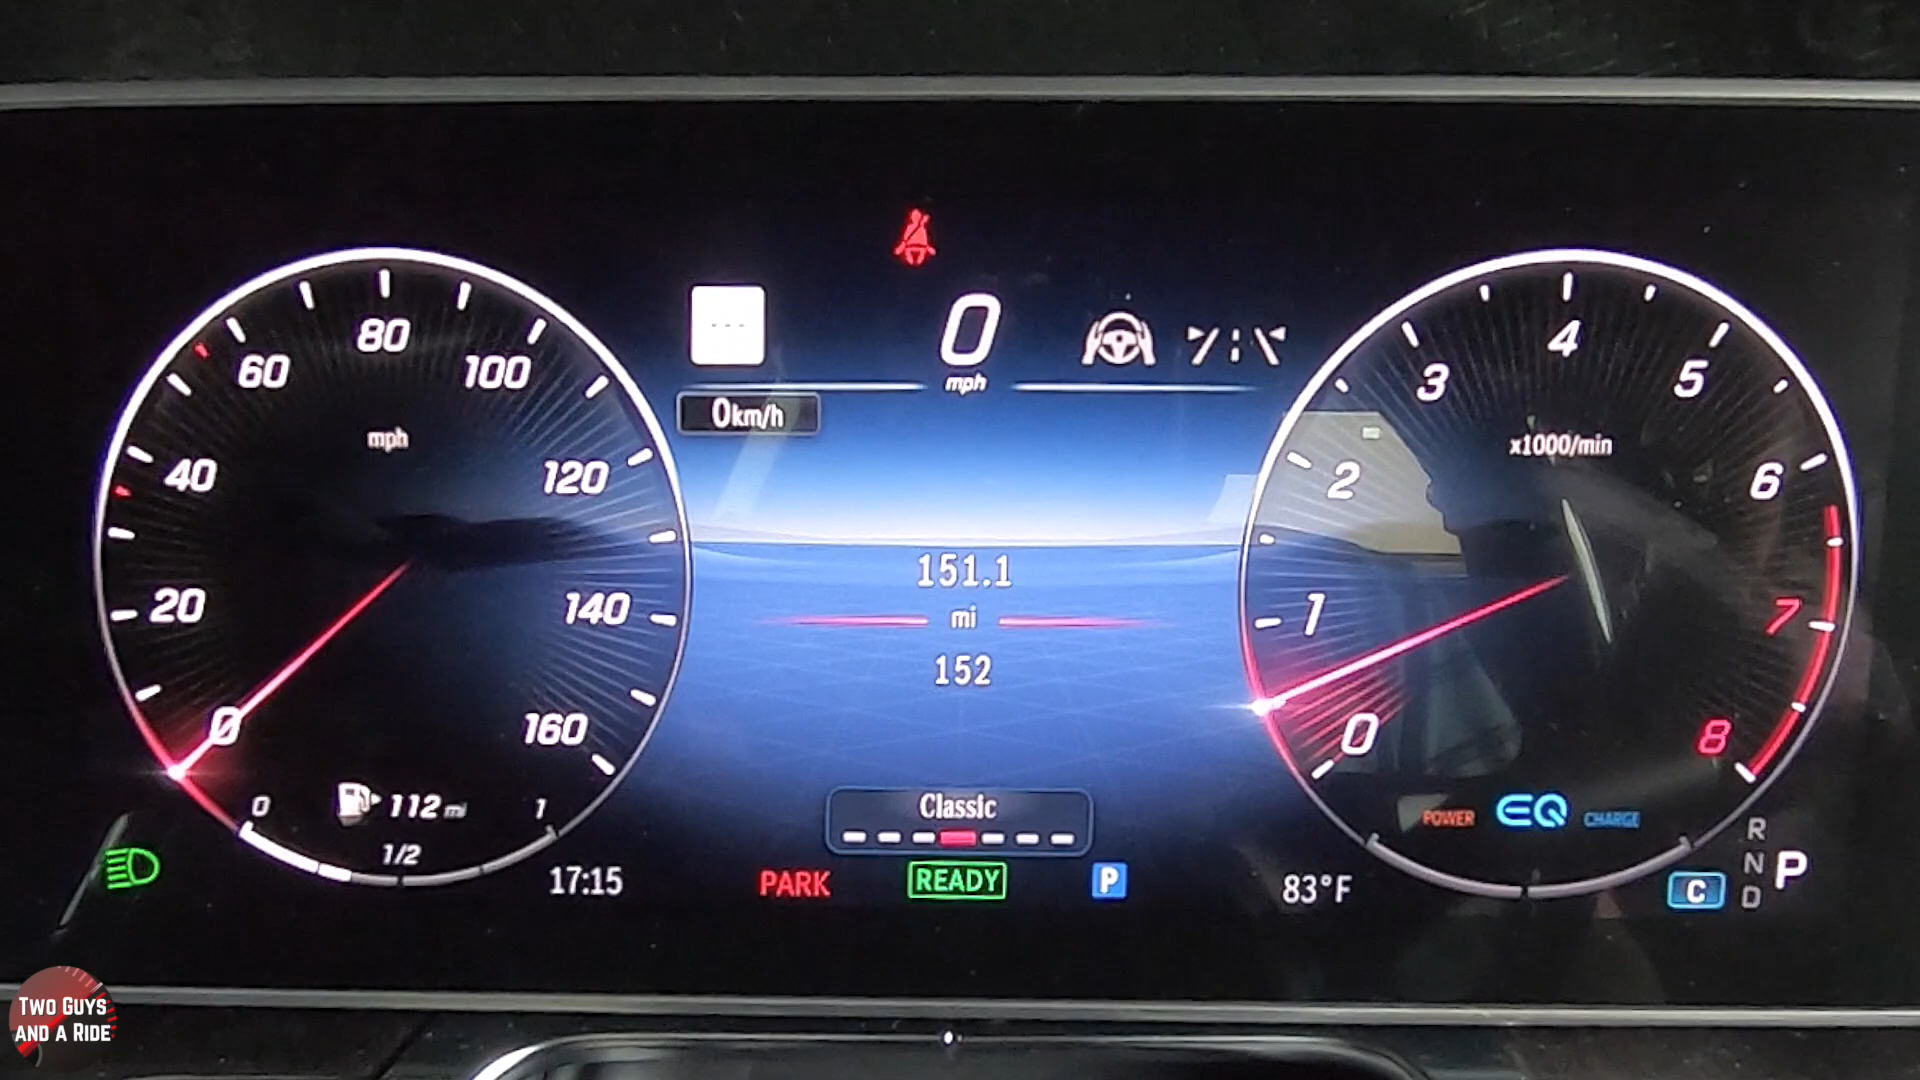 0
20
40
60
80
100
120
140
160
mph
0
112 mi
1
1/2
17:15
---
0
mph
0km/h
151.1
mi
152
Classic
PARK
READY
P
83°F
0
1
2
3
4
5
6
7
8
x1000/min
POWER
EQ
CHARGE
R
N
D
P
C
TWO GUYS
AND A RIDE